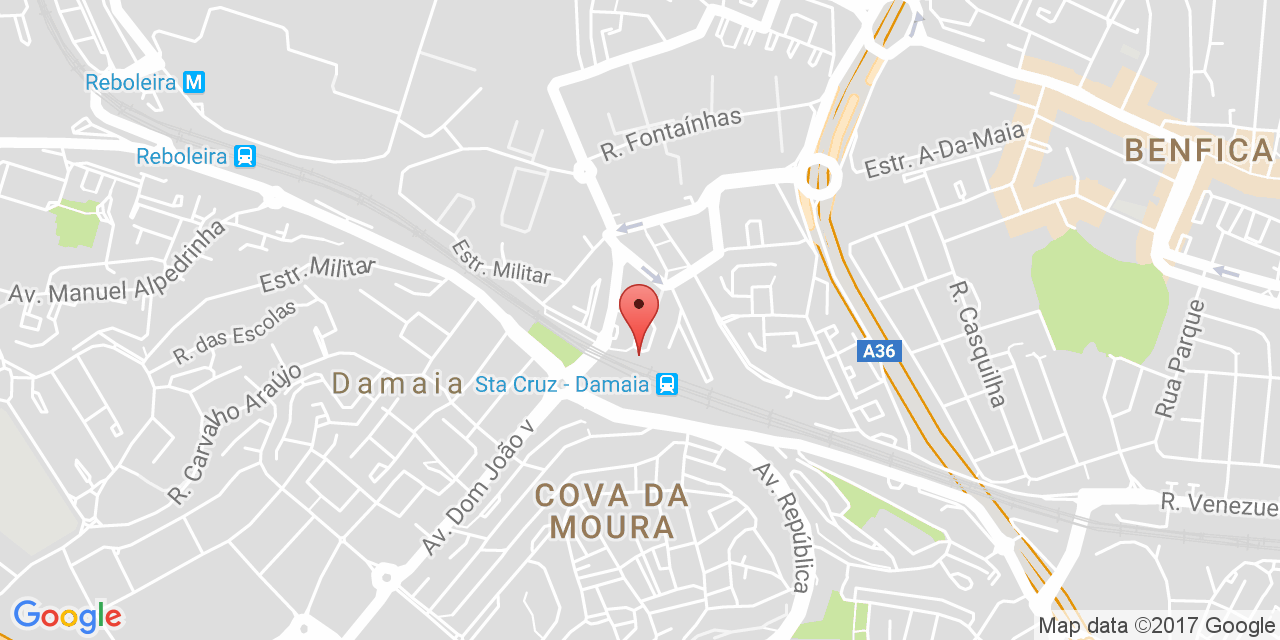 Reboleira M
R. Fontaínhas
Estr. A-Da-Maia
BENFICA
Reboleira
Av. Manuel Alpedrinha
Estr. Militar
Estr. Militar
R. das Escolas
R. Casquilha
Rua Parque
A36
R. Carvalho Araújo
Damaia
Sta Cruz - Damaia
Av. Dom João v
COVA DA
MOURA
Av. República
R. Venezue
Google
Map data ©2017 Google